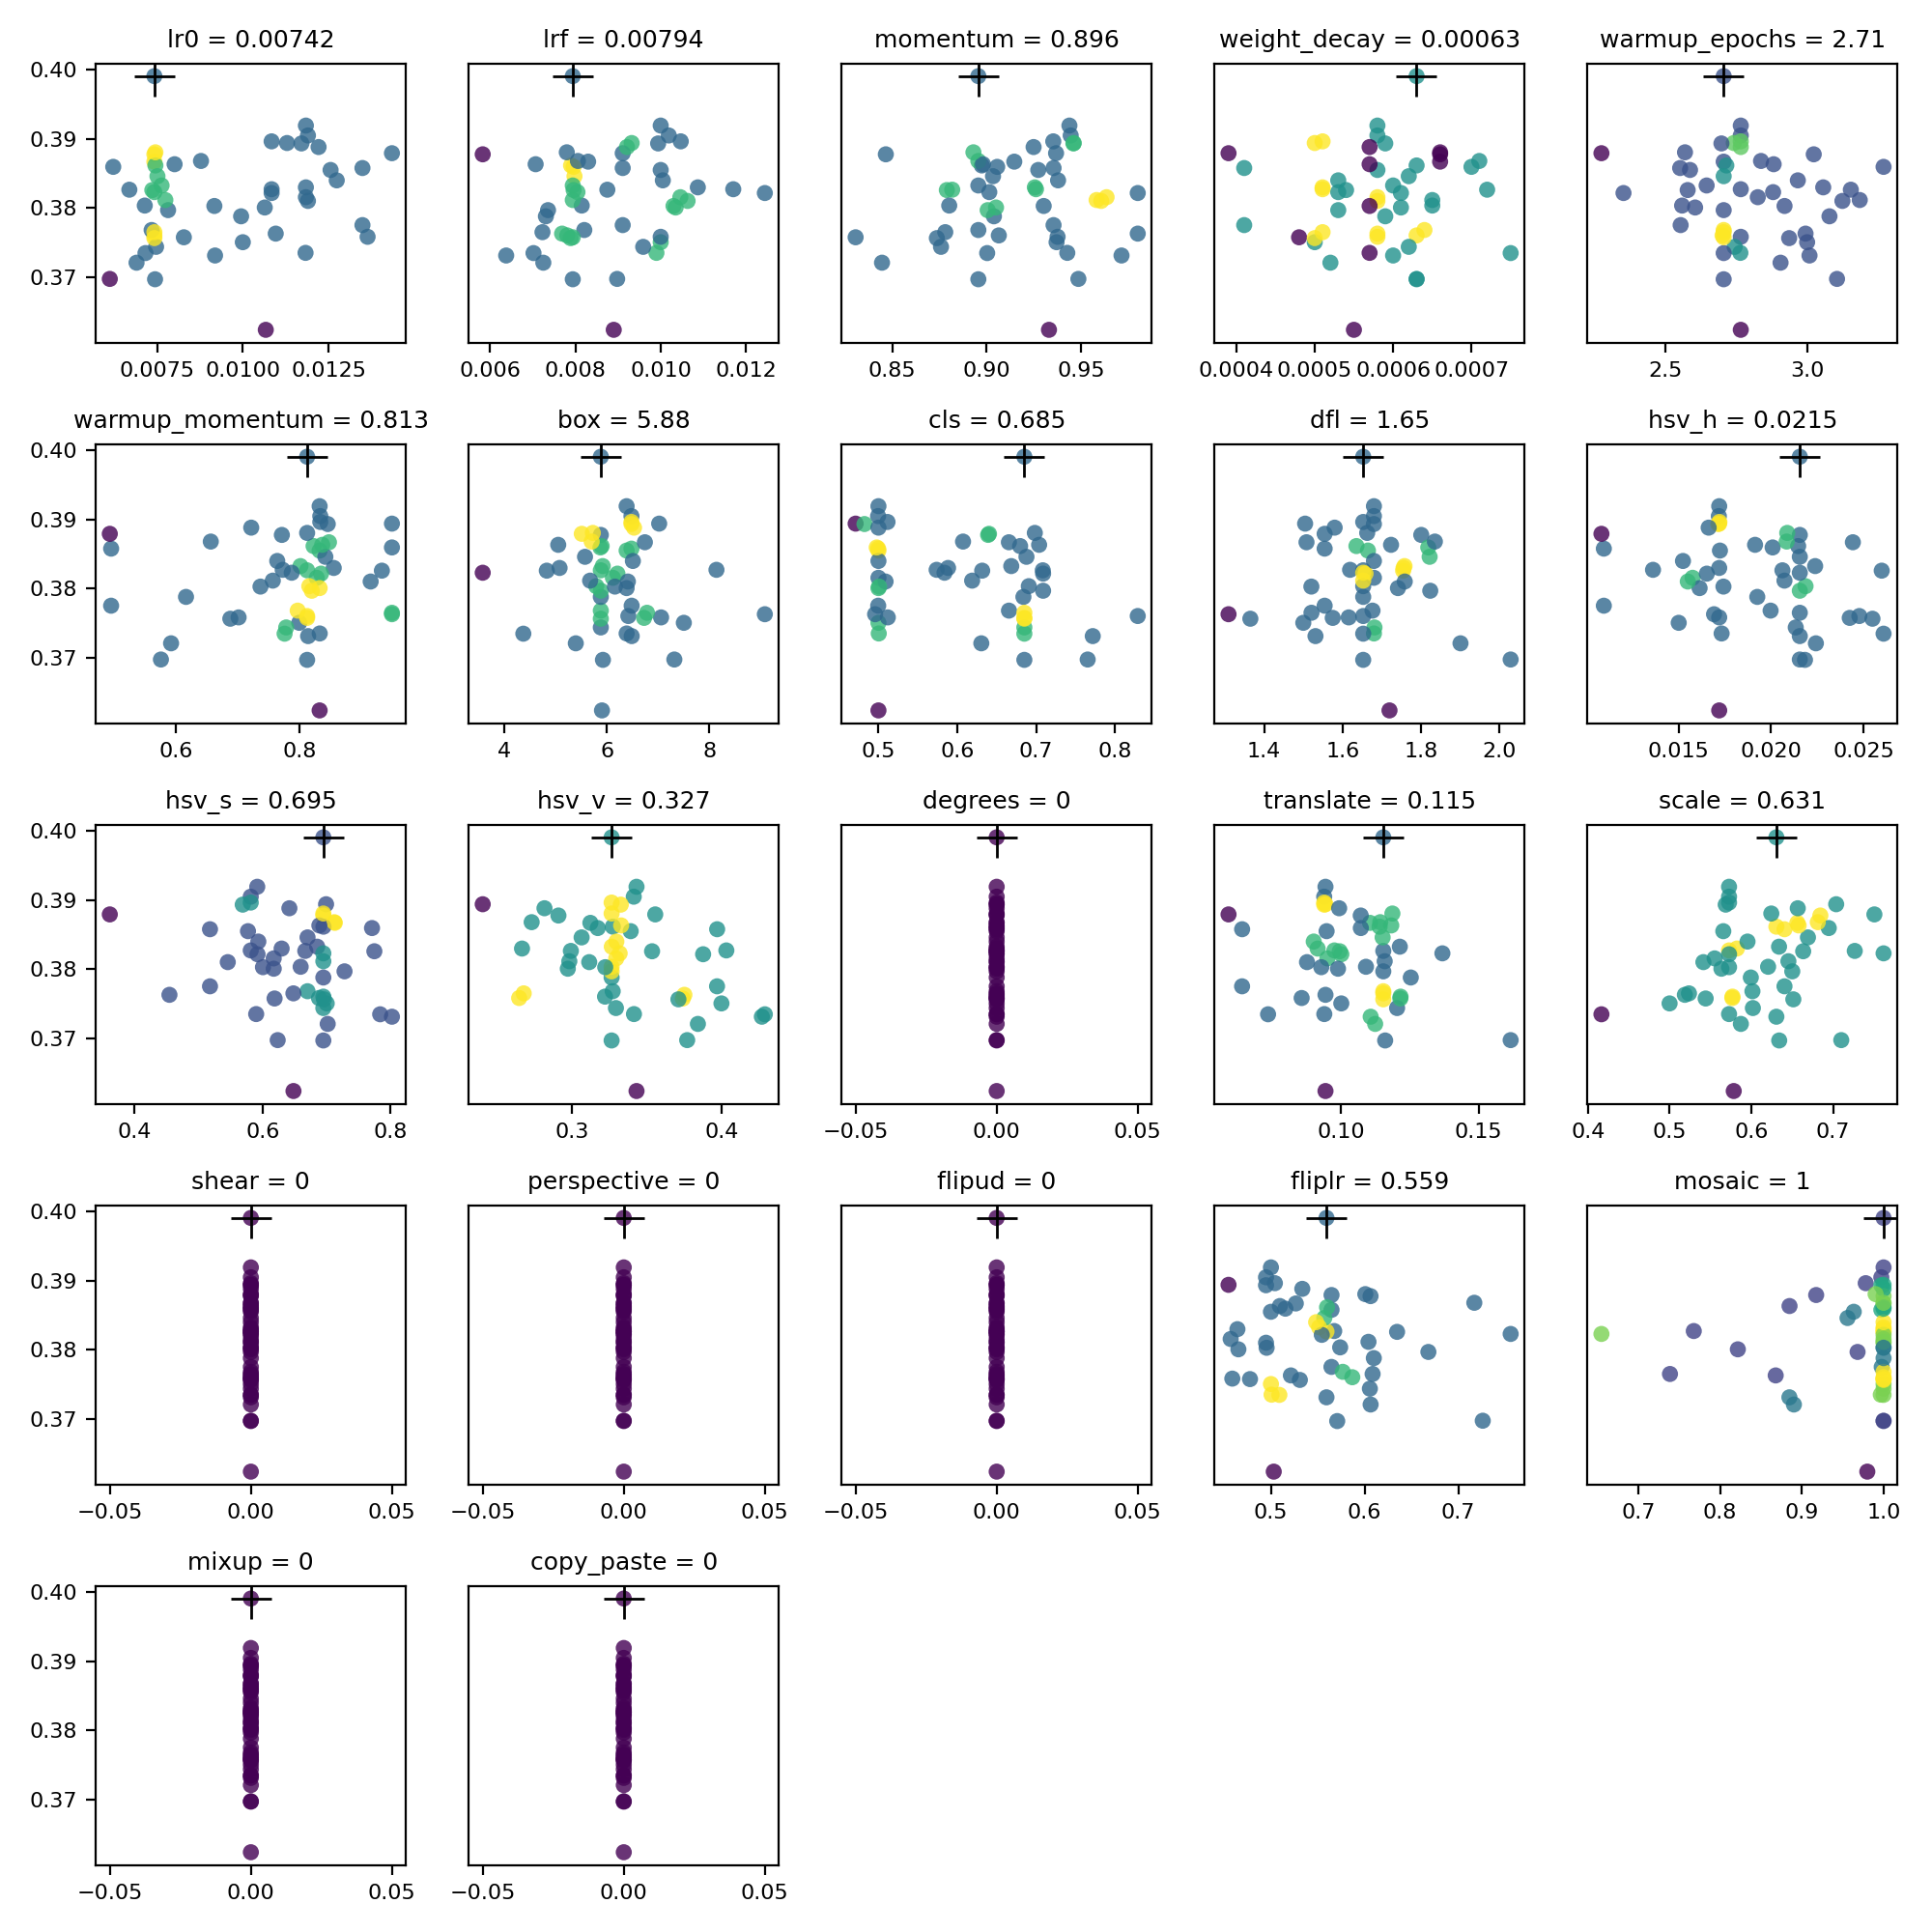 lr0 = 0.00742 lrf = 0.00794 momentum = 0.896 weight_decay = 0.00063 warmup_epochs = 2.71
0.40
0.39
0.38
0.37
0.0075 0.0100 0.0125 0.006 0.008 0.010 0.012 0.85 0.90 0.95 0.0004 0.0005 0.0006 0.0007 2.5 3.0
warmup_momentum = 0.813 box = 5.88 cls = 0.685 dfl = 1.65 hsv_h = 0.0215
0.40
0.39
0.38
0.37
0.6 0.8 4 6 8 0.5 0.6 0.7 0.8 1.4 1.6 1.8 2.0 0.015 0.020 0.025
hsv_s = 0.695 hsv_v = 0.327 degrees = 0 translate = 0.115 scale = 0.631
0.40
0.39
0.38
0.37
0.4 0.6 0.8 0.3 0.4 −0.05 0.00 0.05 0.10 0.15 0.4 0.5 0.6 0.7
shear = 0 perspective = 0 flipud = 0 fliplr = 0.559 mosaic = 1
0.40
0.39
0.38
0.37
−0.05 0.00 0.05 −0.05 0.00 0.05 −0.05 0.00 0.05 0.5 0.6 0.7 0.7 0.8 0.9 1.0
mixup = 0 copy_paste = 0
0.40
0.39
0.38
0.37
−0.05 0.00 0.05 −0.05 0.00 0.05